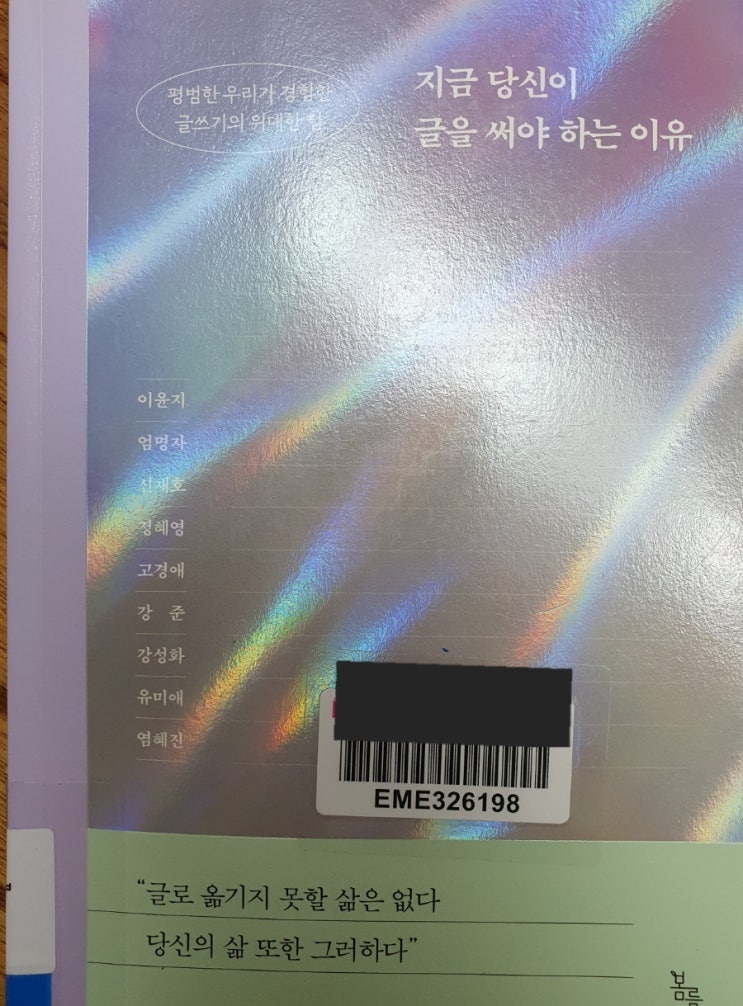 평범한 우리가 경험한
글쓰기의 위대한 힘
지금 당신이
글을 써야 하는 이유
이윤지
엄명자
신재호
정혜영
고경애
강 준
강성화
유미애
염혜진
EME326198
“글로 옮기지 못할 삶은 없다
당신의 삶 또한 그러하다”
봄름